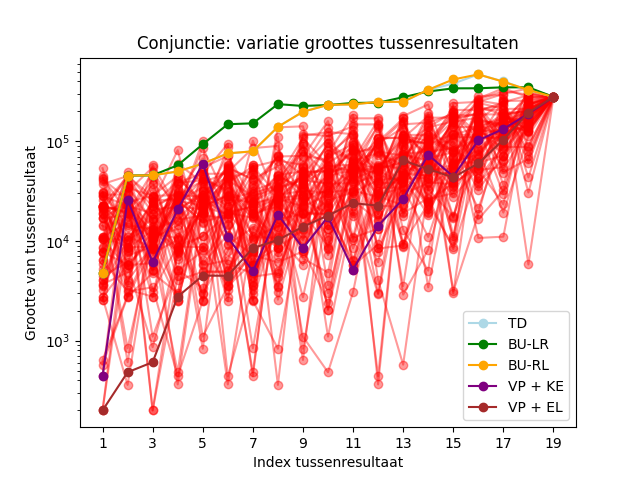 Conjunctie: variatie groottes tussenresultaten
Grootte van tussenresultaat
10^5
10^4
10^3
1 3 5 7 9 11 13 15 17 19
Index tussenresultaat
TD
BU-LR
BU-RL
VP + KE
VP + EL